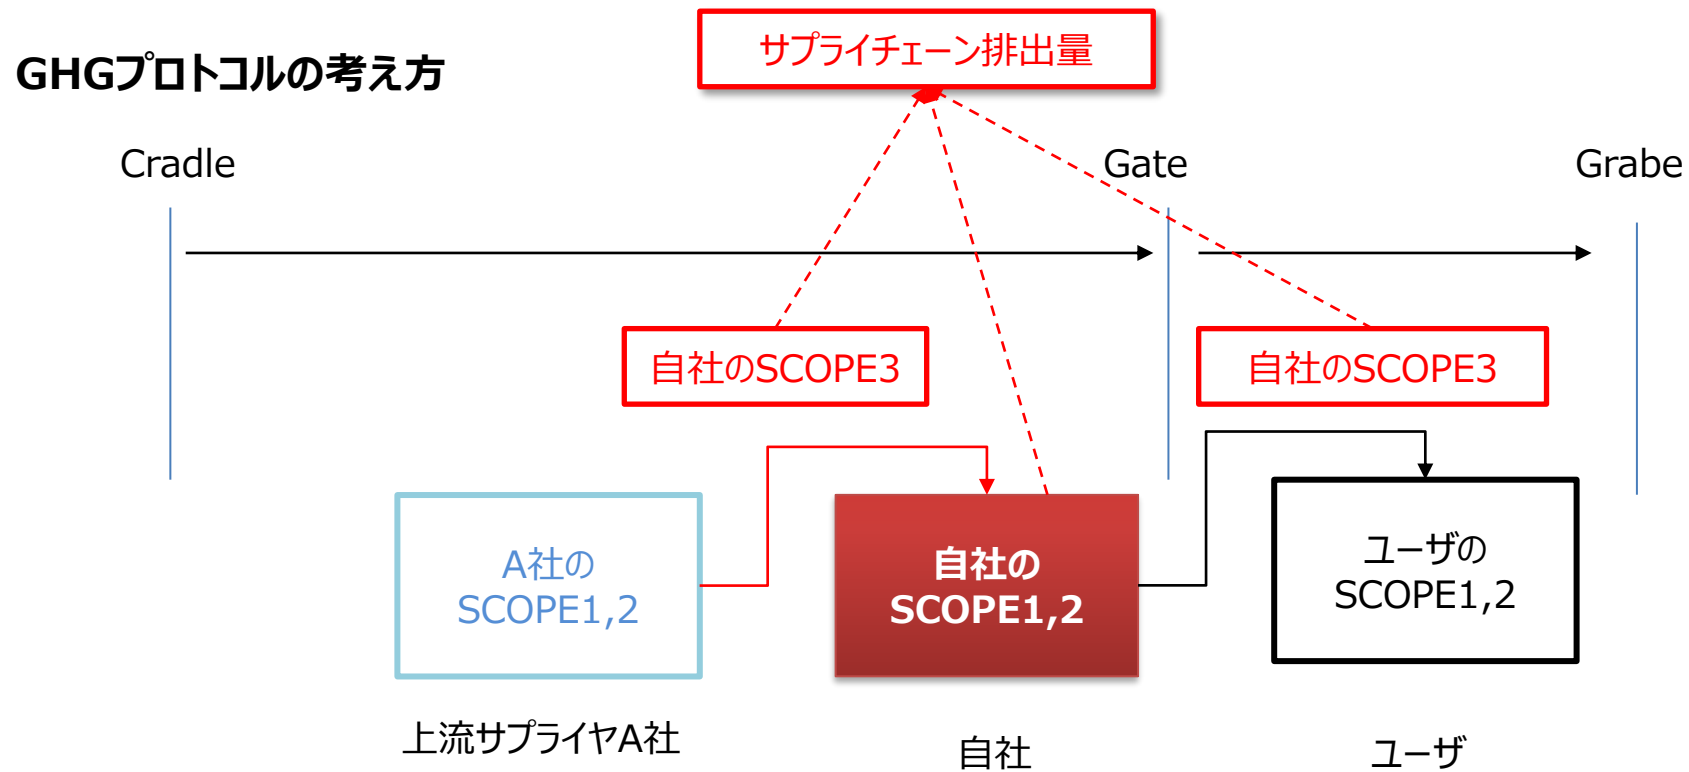 サプライチェーン排出量
GHGプロトコルの考え方
Cradle
Gate
Grabe
自社のSCOPE3
自社のSCOPE3
A社の
SCOPE1,2
自社の
SCOPE1,2
ユーザの
SCOPE1,2
上流サプライヤA社
自社
ユーザ